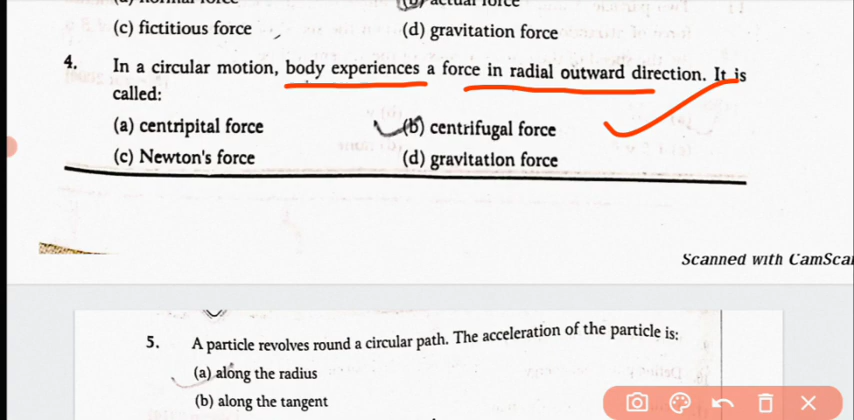 (c) fictitious force (d) gravitation force
4. In a circular motion, body experiences a force in radial outward direction. It is
called:
(a) centripital force (b) centrifugal force
(c) Newton's force (d) gravitation force
Scanned with CamScan
5. A particle revolves round a circular path. The acceleration of the particle is:
(a) along the radius
(b) along the tangent